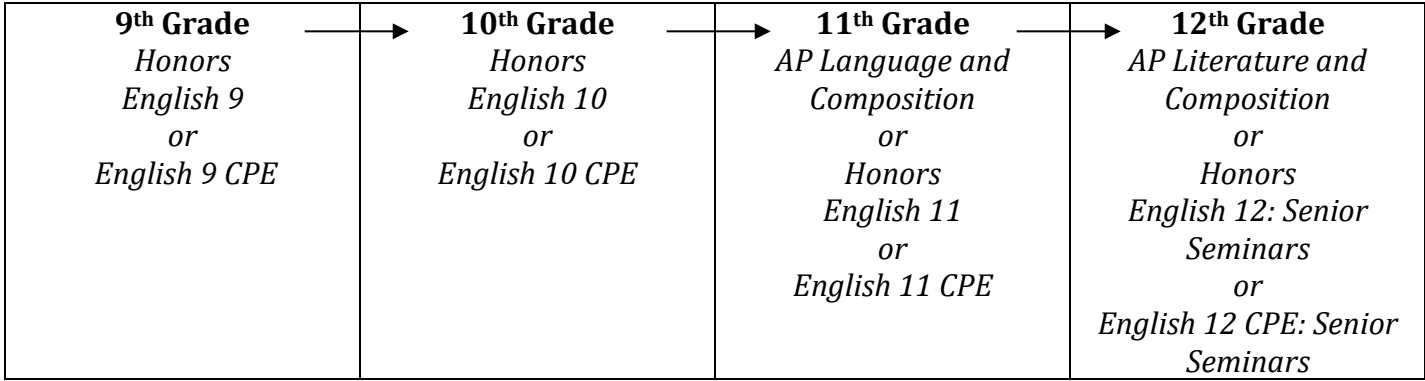 9th Grade
Honors
English 9
or
English 9 CPE
10th Grade
Honors
English 10
or
English 10 CPE
11th Grade
AP Language and
Composition
or
Honors
English 11
or
English 11 CPE
12th Grade
AP Literature and
Composition
or
Honors
English 12: Senior
Seminars
or
English 12 CPE: Senior
Seminars